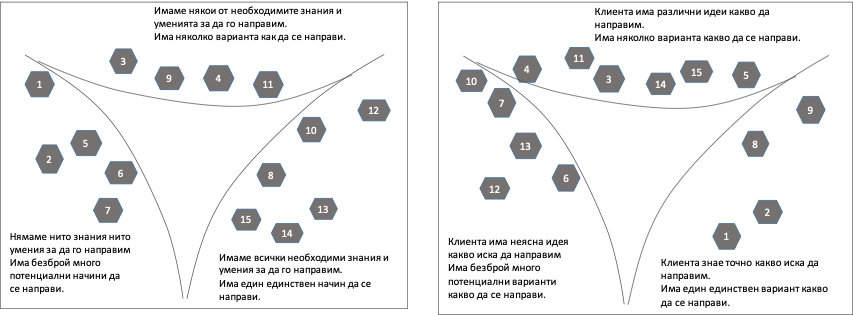 Имаме някои от необходимите знания и
уменията за да го направим.
Има няколко варианта как да се направи.
3
9
4
11
1
12
10
5
2
6
8
7
15
13
14
Нямаме нито знания нито
умения за да го направим
Има безброй много
потенциални начини да
се направи.
Имаме всички необходими знания и
умения за да го направим.
Има един единствен начин да се
направи.
Клиента има различни идеи какво да
направим.
Има няколко варианта какво да се направи.
11
4
10
3
14
15
5
7
9
13
8
6
12
2
1
Клиента има неясна идея
какво иска да направим
Има безброй много
потенциални варианти
какво да се направи.
Клиента знае точно какво иска да
направим.
Има един единствен вариант какво
да се направи.